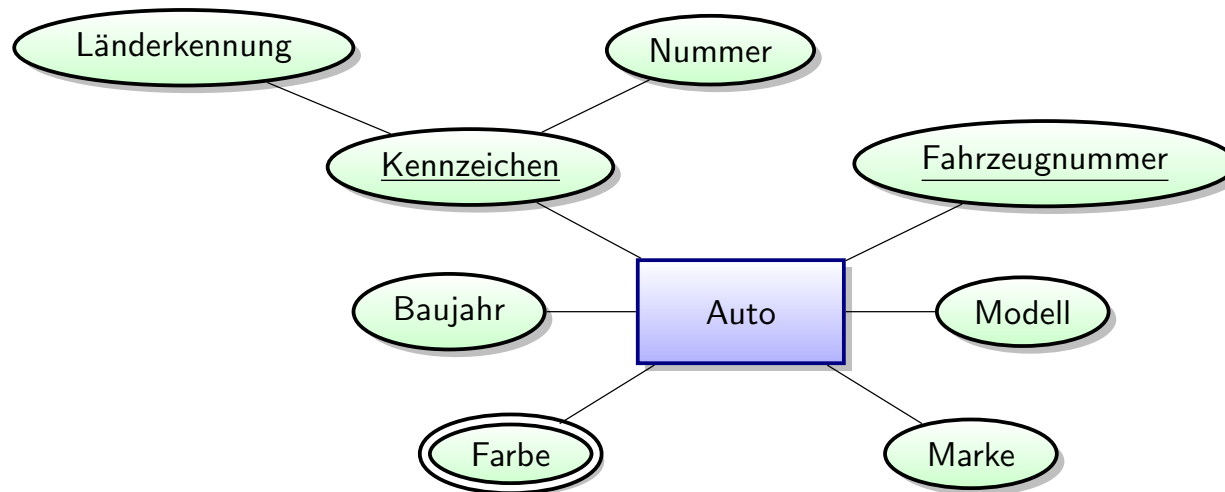 Länderkennung
Nummer
Kennzeichen
Fahrzeugnummer
Baujahr
Auto
Modell
Farbe
Marke